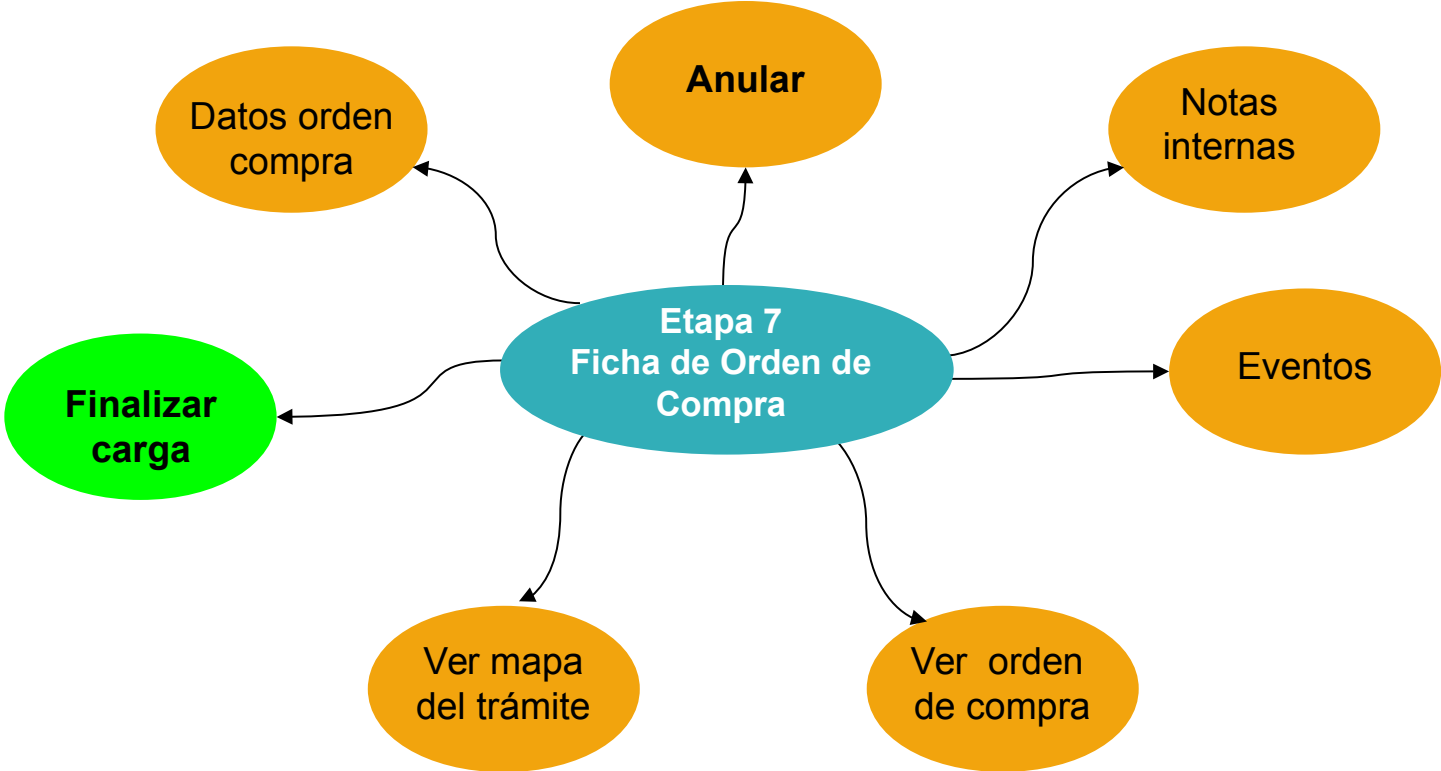 Anular
Datos orden
compra
Notas
internas
Etapa 7
Ficha de Orden de
Compra
Eventos
Finalizar
carga
Ver mapa
del trámite
Ver orden
de compra